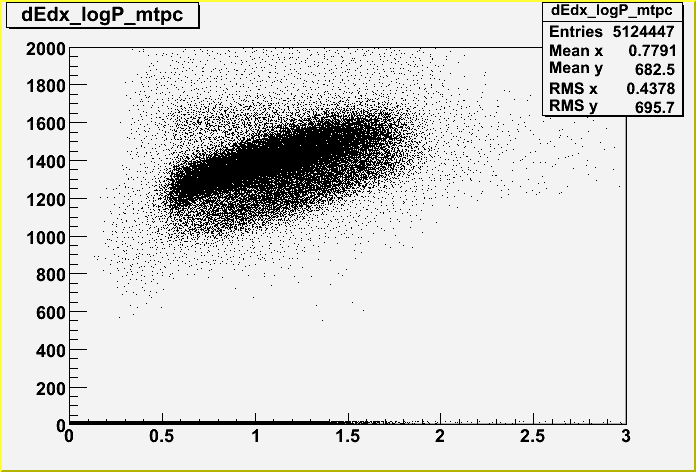 dEdx_logP_mtpc
dEdx_logP_mtpc
Entries 5124447
Mean x 0.7791
Mean y 682.5
RMS x 0.4378
RMS y 695.7
2000
1800
1600
1400
1200
1000
800
600
400
200
0
0 0.5 1 1.5 2 2.5 3